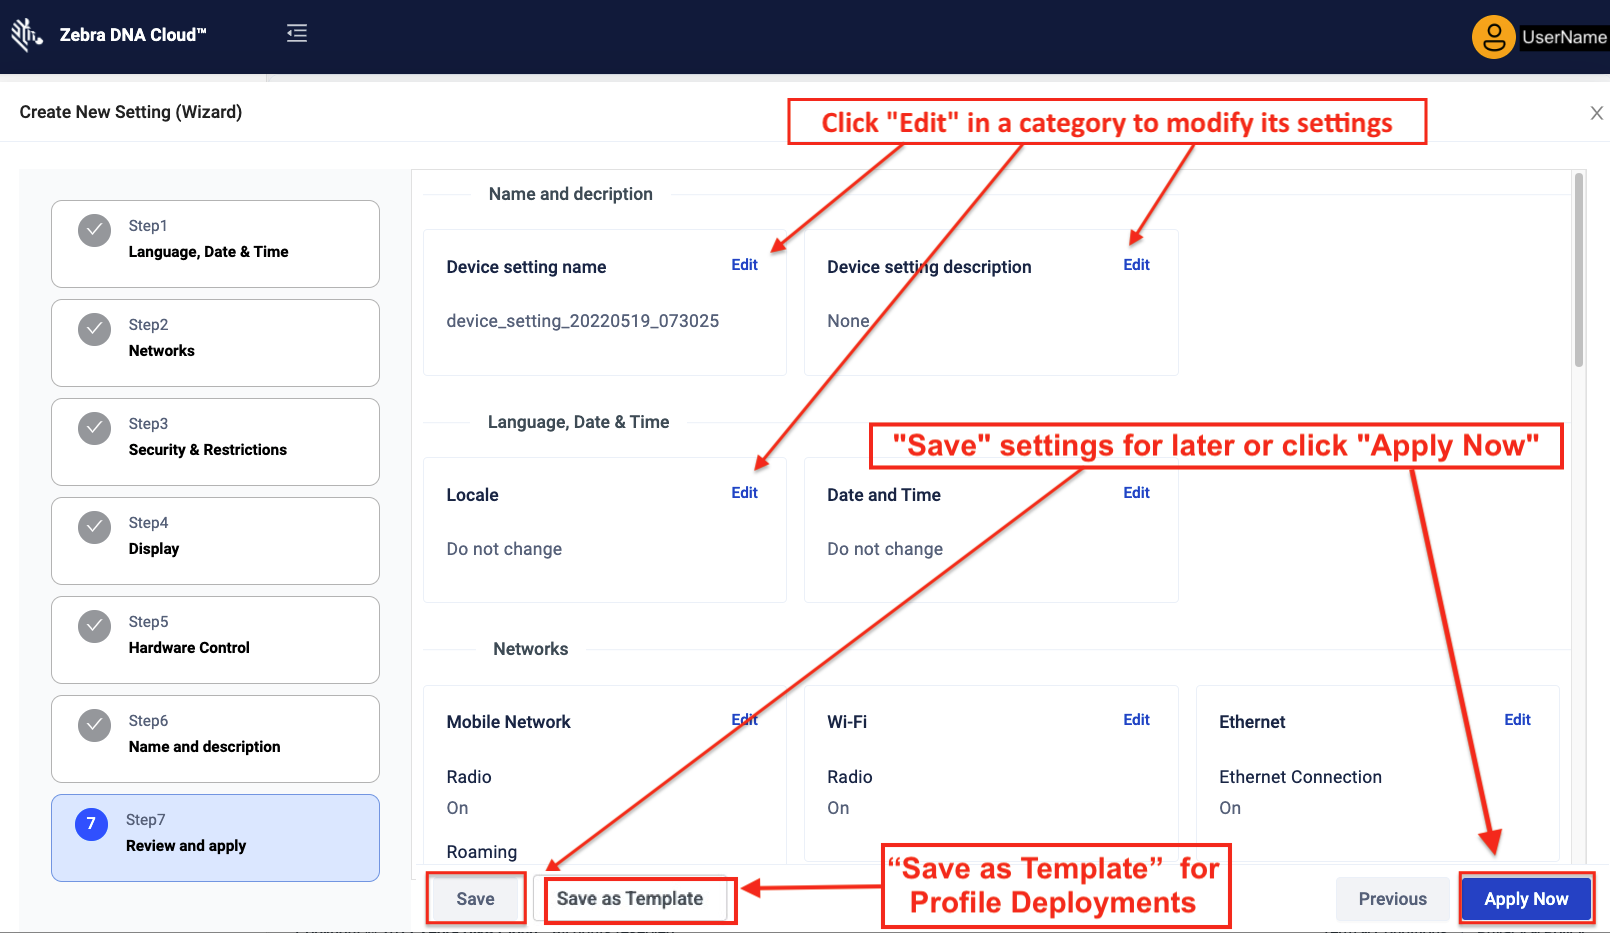 Zebra DNA Cloud™
UserName
Create New Setting (Wizard)
Click "Edit" in a category to modify its settings
Step1
Language, Date & Time
Step2
Networks
Step3
Security & Restrictions
Step4
Display
Step5
Hardware Control
Step6
Name and description
7
Step7
Review and apply
Name and decription
Device setting name Edit
device_setting_20220519_073025
Device setting description Edit
None
Language, Date & Time
"Save" settings for later or click "Apply Now"
Locale Edit
Do not change
Date and Time Edit
Do not change
Networks
Mobile Network Edit
Radio
On
Roaming
Wi-Fi Edit
Radio
On
Ethernet Edit
Ethernet Connection
On
“Save as Template” for
Profile Deployments
Save
Save as Template
Previous
Apply Now